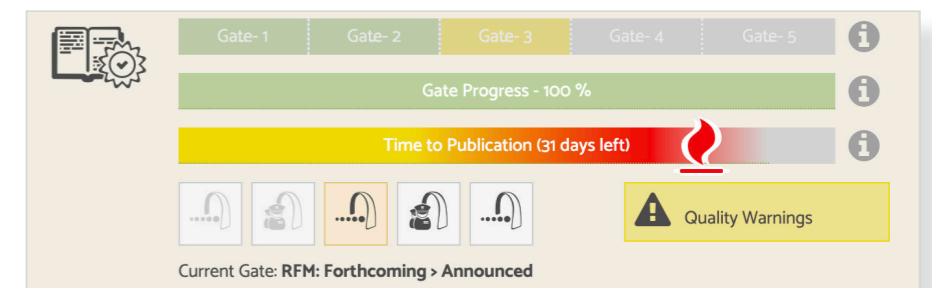 Gate- 1 Gate- 2 Gate- 3 Gate- 4 Gate- 5
Gate Progress - 100 %
Time to Publication (31 days left)
Quality Warnings
Current Gate: RFM: Forthcoming > Announced